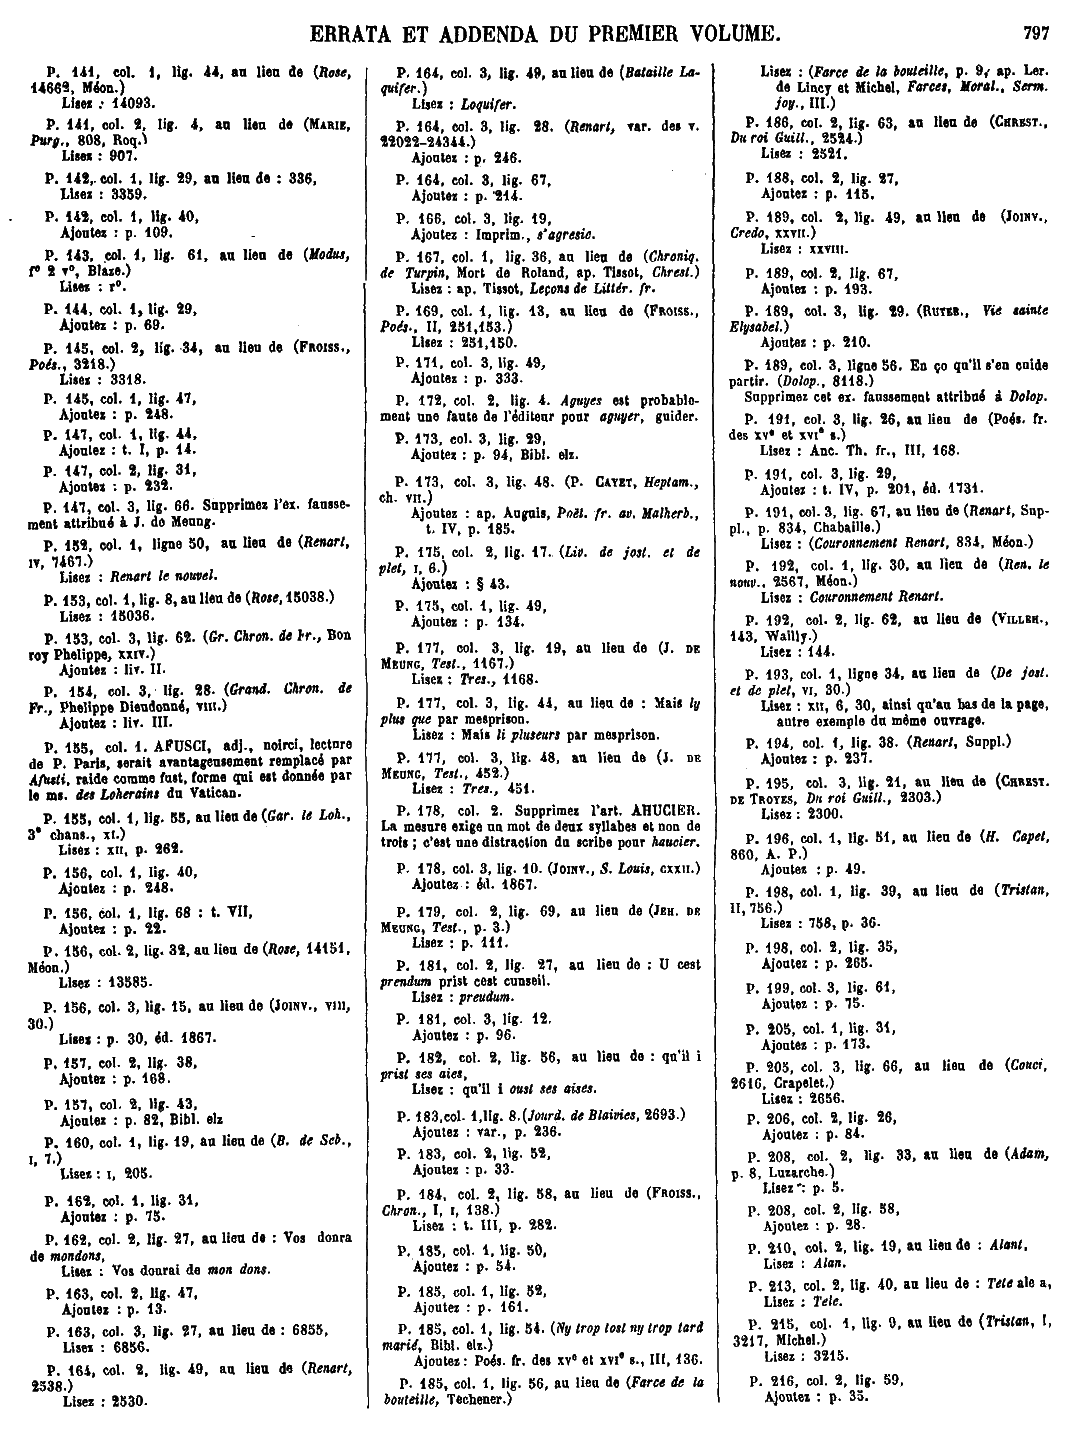 ERRATA ET ADDENDA DU PREMIER VOLUME. 797
P. 141, col. 1, lig. 44, au lieu de (Rose,
14662, Méon.)
Lisez : 14093.
P. 141, col. 2, lig. 4, au lieu de (MARIE,
Purg., 808, Roq.)
Lises : 907.
P. 142, col. 1, lig. 29, au lieu de : 336,
Lisez : 3359.
P. 142, col. 1, lig. 40,
Ajoutez : p. 109.
P. 143, col. 1, lig. 61, au lieu de (Modus,
f° 2 v°, Blaze.)
Lisez : r°.
P. 144, col. 1, lig. 29,
Ajoutez : p. 69.
P. 145, col. 2, lig. 34, au lieu de (FROISS.,
Poés., 3218.)
Lisez : 3318.
P. 145, col. 1, lig. 47,
Ajoutez : p. 248.
P. 147, col. 1, lig. 44,
Ajoutez : t. I, p. 14.
P. 147, col. 2, lig. 31,
Ajoutez : p. 232.
P. 147, col. 3, lig. 66. Supprimez l'ex. fausse-
ment attribué à J. de Meung.
P. 152, col. 1, ligne 50, au lieu de (Renart,
IV, 7467.)
Lisez : Renart le nouvel.
P. 153, col. 1, lig. 8, au lieu de (Rose, 15038.)
Lisez : 15036.
P. 153, col. 3, lig. 62. (Gr. Chron. de Fr., Bon
roy Phelippe, XXIV.)
Ajoutez : liv. II.
P. 154, col. 3, lig. 28. (Grand. Chron. de
Fr., Phelippe Dieudonné, VIII.)
Ajoutez : liv. III.
P. 155, col. 1. AFUSCI, adj., noirci, lecture
de P. Paris, serait avantageusement remplacé par
Afusti, raide comme fust, forme qui est donnée par
le ms. des Loherains du Vatican.
P. 155, col. 1, lig. 55, au lieu de (Gar. le Loh.,
3e chans., XI.)
Lisez : XII, p. 262.
P. 156, col. 1, lig. 40,
Ajoutez : p. 248.
P. 156, col. 1, lig. 68 : t. VII,
Ajoutez : p. 22.
P. 156, col. 2, lig. 32, au lieu de (Rose, 14151,
Méon.)
Lisez : 13585.
P. 156, col. 3, lig. 15, au lieu de (JOINV., VIII,
30.)
Lisez : p. 30, éd. 1867.
P. 157, col. 2, lig. 38,
Ajoutez : p. 168.
P. 157, col. 2, lig. 43,
Ajoutez : p. 82, Bibl. elz
P. 160, col. 1, lig. 19, au lieu de (B. de Seb.,
I, 7.)
Lisez : I, 205.
P. 162, col. 1, lig. 31,
Ajoutez : p. 75.
P. 162, col. 2, lig. 27, au lieu de : Vos donra
de mondons,
Lisez : Vos dourai de mon dons.
P. 163, col. 2, lig. 47,
Ajoutez : p. 13.
P. 163, col. 3, lig. 27, au lieu de : 6855,
Lisez : 6856.
P. 164, col. 2, lig. 49, au lieu de (Renart,
2538.)
Lisez : 2530.
P. 164, col. 3, lig. 49, au lieu de (Bataille La-
quifer.)
Lisez : Loquifer.
P. 164, col. 3, lig. 28. (Renart, var. des v.
22022-24344.)
Ajoutez : p. 246.
P. 164, col. 3, lig. 67,
Ajoutez : p. 214.
P. 166, col. 3, lig. 19,
Ajoutez : Imprim., s'agresie.
P. 167, col. 1, lig. 36, au lieu de (Chroniq.
de Turpin, Mort de Roland, ap. Tissot, Chrest.)
Lisez : ap. Tissot, Leçons de Littér. fr.
P. 169, col. 1, lig. 13, au lieu de (FROISS.,
Poés., II, 251,153.)
Lisez : 251,150.
P. 171, col. 3, lig. 49,
Ajoutez : p. 333.
P. 172, col. 2, lig. 4. Aguyes est probable-
ment une faute de l'éditeur pour aguyer, guider.
P. 173, col. 3, lig. 29,
Ajoutez : p. 94, Bibl. elz.
P. 173, col. 3, lig. 48. (P. CAYET, Heptam.,
ch. VII.)
Ajoutez : ap. Auguis, Poët. fr. av. Malherb.,
t. IV, p. 185.
P. 175, col. 2, lig. 17. (Liv. de jost. et de
plet, I, 6.)
Ajoutez : § 43.
P. 175, col. 1, lig. 49,
Ajoutez : p. 134.
P. 177, col. 3, lig. 19, au lieu de (J. DE
MEUNG, Test., 1167.)
Lisez : Tres., 1168.
P. 177, col. 3, lig. 44, au lieu de : Mais ly
plus que par mesprison.
Lisez : Mais li pluseurs par mesprison.
P. 177, col. 3, lig. 48, au lieu de (J. DE
MEUNG, Test., 452.)
Lisez : Tres., 451.
P. 178, col. 2. Supprimez l'art. AHUCIER.
La mesure exige un mot de deux syllabes et non de
trois ; c'est une distraction du scribe pour haucier.
P. 178, col. 3, lig. 10. (JOINV., S. Louis, CXXII.)
Ajoutez : éd. 1867.
P. 179, col. 2, lig. 69, au lieu de (JEH. DE
MEUNG, Test., p. 3.)
Lisez : p. 111.
P. 181, col. 2, lig. 27, au lieu de : U cest
prendum prist cest cunseil.
Lisez : preudum.
P. 181, col. 3, lig. 12.
Ajoutez : p. 96.
P. 182, col. 2, lig. 56, au lieu de : qu'il i
prist ses aies,
Lisez : qu'il i oust ses aises.
P. 183, col. 1, lig. 8. (Jourd. de Blaivies, 2693.)
Ajoutez : var., p. 236.
P. 183, col. 2, lig. 52,
Ajoutez : p. 33.
P. 184, col. 2, lig. 58, au lieu de (FROISS.,
Chron., I, I, 138.)
Lisez : t. III, p. 282.
P. 185, col. 1, lig. 50,
Ajoutez : p. 54.
P. 185, col. 1, lig. 52,
Ajoutez : p. 161.
P. 185, col. 1, lig. 54. (Ny trop tost ny trop tard
marié, Bibl. elz.)
Ajoutez : Poés. fr. des XVe et XVIe s., III, 136.
P. 185, col. 1, lig. 56, au lieu de (Farce de la
bouteille, Techener.)
Lisez : (Farce de la bouteille, p. 9, ap. Ler.
de Lincy et Michel, Farces, Moral., Serm.
joy., III.)
P. 186, col. 2, lig. 63, au lieu de (CHREST.,
Du roi Guill., 2524.)
Lisez : 2521.
P. 188, col. 2, lig. 27,
Ajoutez : p. 115.
P. 189, col. 2, lig. 49, au lieu de (JOINV.,
Credo, XXVII.)
Lisez : XXVIII.
P. 189, col. 2, lig. 67,
Ajoutez : p. 193.
P. 189, col. 3, lig. 29. (RUTEB., Vie sainte
Elysabel.)
Ajoutez : p. 210.
P. 189, col. 3, ligne 56. En ço qu'il s'en cuide
partir. (Dolop., 8118.)
Supprimez cet ex. faussement attribué à Dolop.
P. 191, col. 3, lig. 26, au lieu de (Poés. fr.
des XVe et XVIe s.)
Lisez : Anc. Th. fr., III, 168.
P. 191, col. 3, lig. 29,
Ajoutez : t. IV, p. 201, éd. 1731.
P. 191, col. 3, lig. 67, au lieu de (Renart, Sup-
pl., p. 834, Chabaille.)
Lisez : (Couronnement Renart, 834, Méon.)
P. 192, col. 1, lig. 30, au lieu de (Ren. le
nouv., 2567, Méon.)
Lisez : Couronnement Renart.
P. 192, col. 2, lig. 62, au lieu de (VILLEH.,
143, Wailly.)
Lisez : 144.
P. 193, col. 1, ligne 34, au lieu de (De jost.
et de plet, VI, 30.)
Lisez : XII, 6, 30, ainsi qu'au bas de la page,
autre exemple du même ouvrage.
P. 194, col. 1, lig. 38. (Renart, Suppl.)
Ajoutez : p. 237.
P. 195, col. 3, lig. 21, au lieu de (CHREST.
DE TROYES, Du roi Guill., 2303.)
Lisez : 2300.
P. 196, col. 1, lig. 51, au lieu de (H. Capet,
860, A. P.)
Ajoutez : p. 49.
P. 198, col. 1, lig. 39, au lieu de (Tristan,
II, 756.)
Lisez : 758, p. 36.
P. 198, col. 2, lig. 35,
Ajoutez : p. 265.
P. 199, col. 3, lig. 61,
Ajoutez : p. 75.
P. 205, col. 1, lig. 31,
Ajoutez : p. 173.
P. 205, col. 3, lig. 66, au lieu de (Couci,
2616, Crapelet.)
Lisez : 2656.
P. 206, col. 2, lig. 26,
Ajoutez : p. 84.
P. 208, col. 2, lig. 33, au lieu de (Adam,
p. 8, Luzarche.)
Lisez : p. 5.
P. 208, col. 2, lig. 58,
Ajoutez : p. 28.
P. 210, col. 2, lig. 19, au lieu de : Alant,
Lisez : Alan.
P. 213, col. 2, lig. 40, au lieu de : Tele ale a,
Lisez : Tele.
P. 215, col. 1, lig. 9, au lieu de (Tristan, I,
3217, Michel.)
Lisez : 3215.
P. 216, col. 2, lig. 59,
Ajoutez : p. 35.